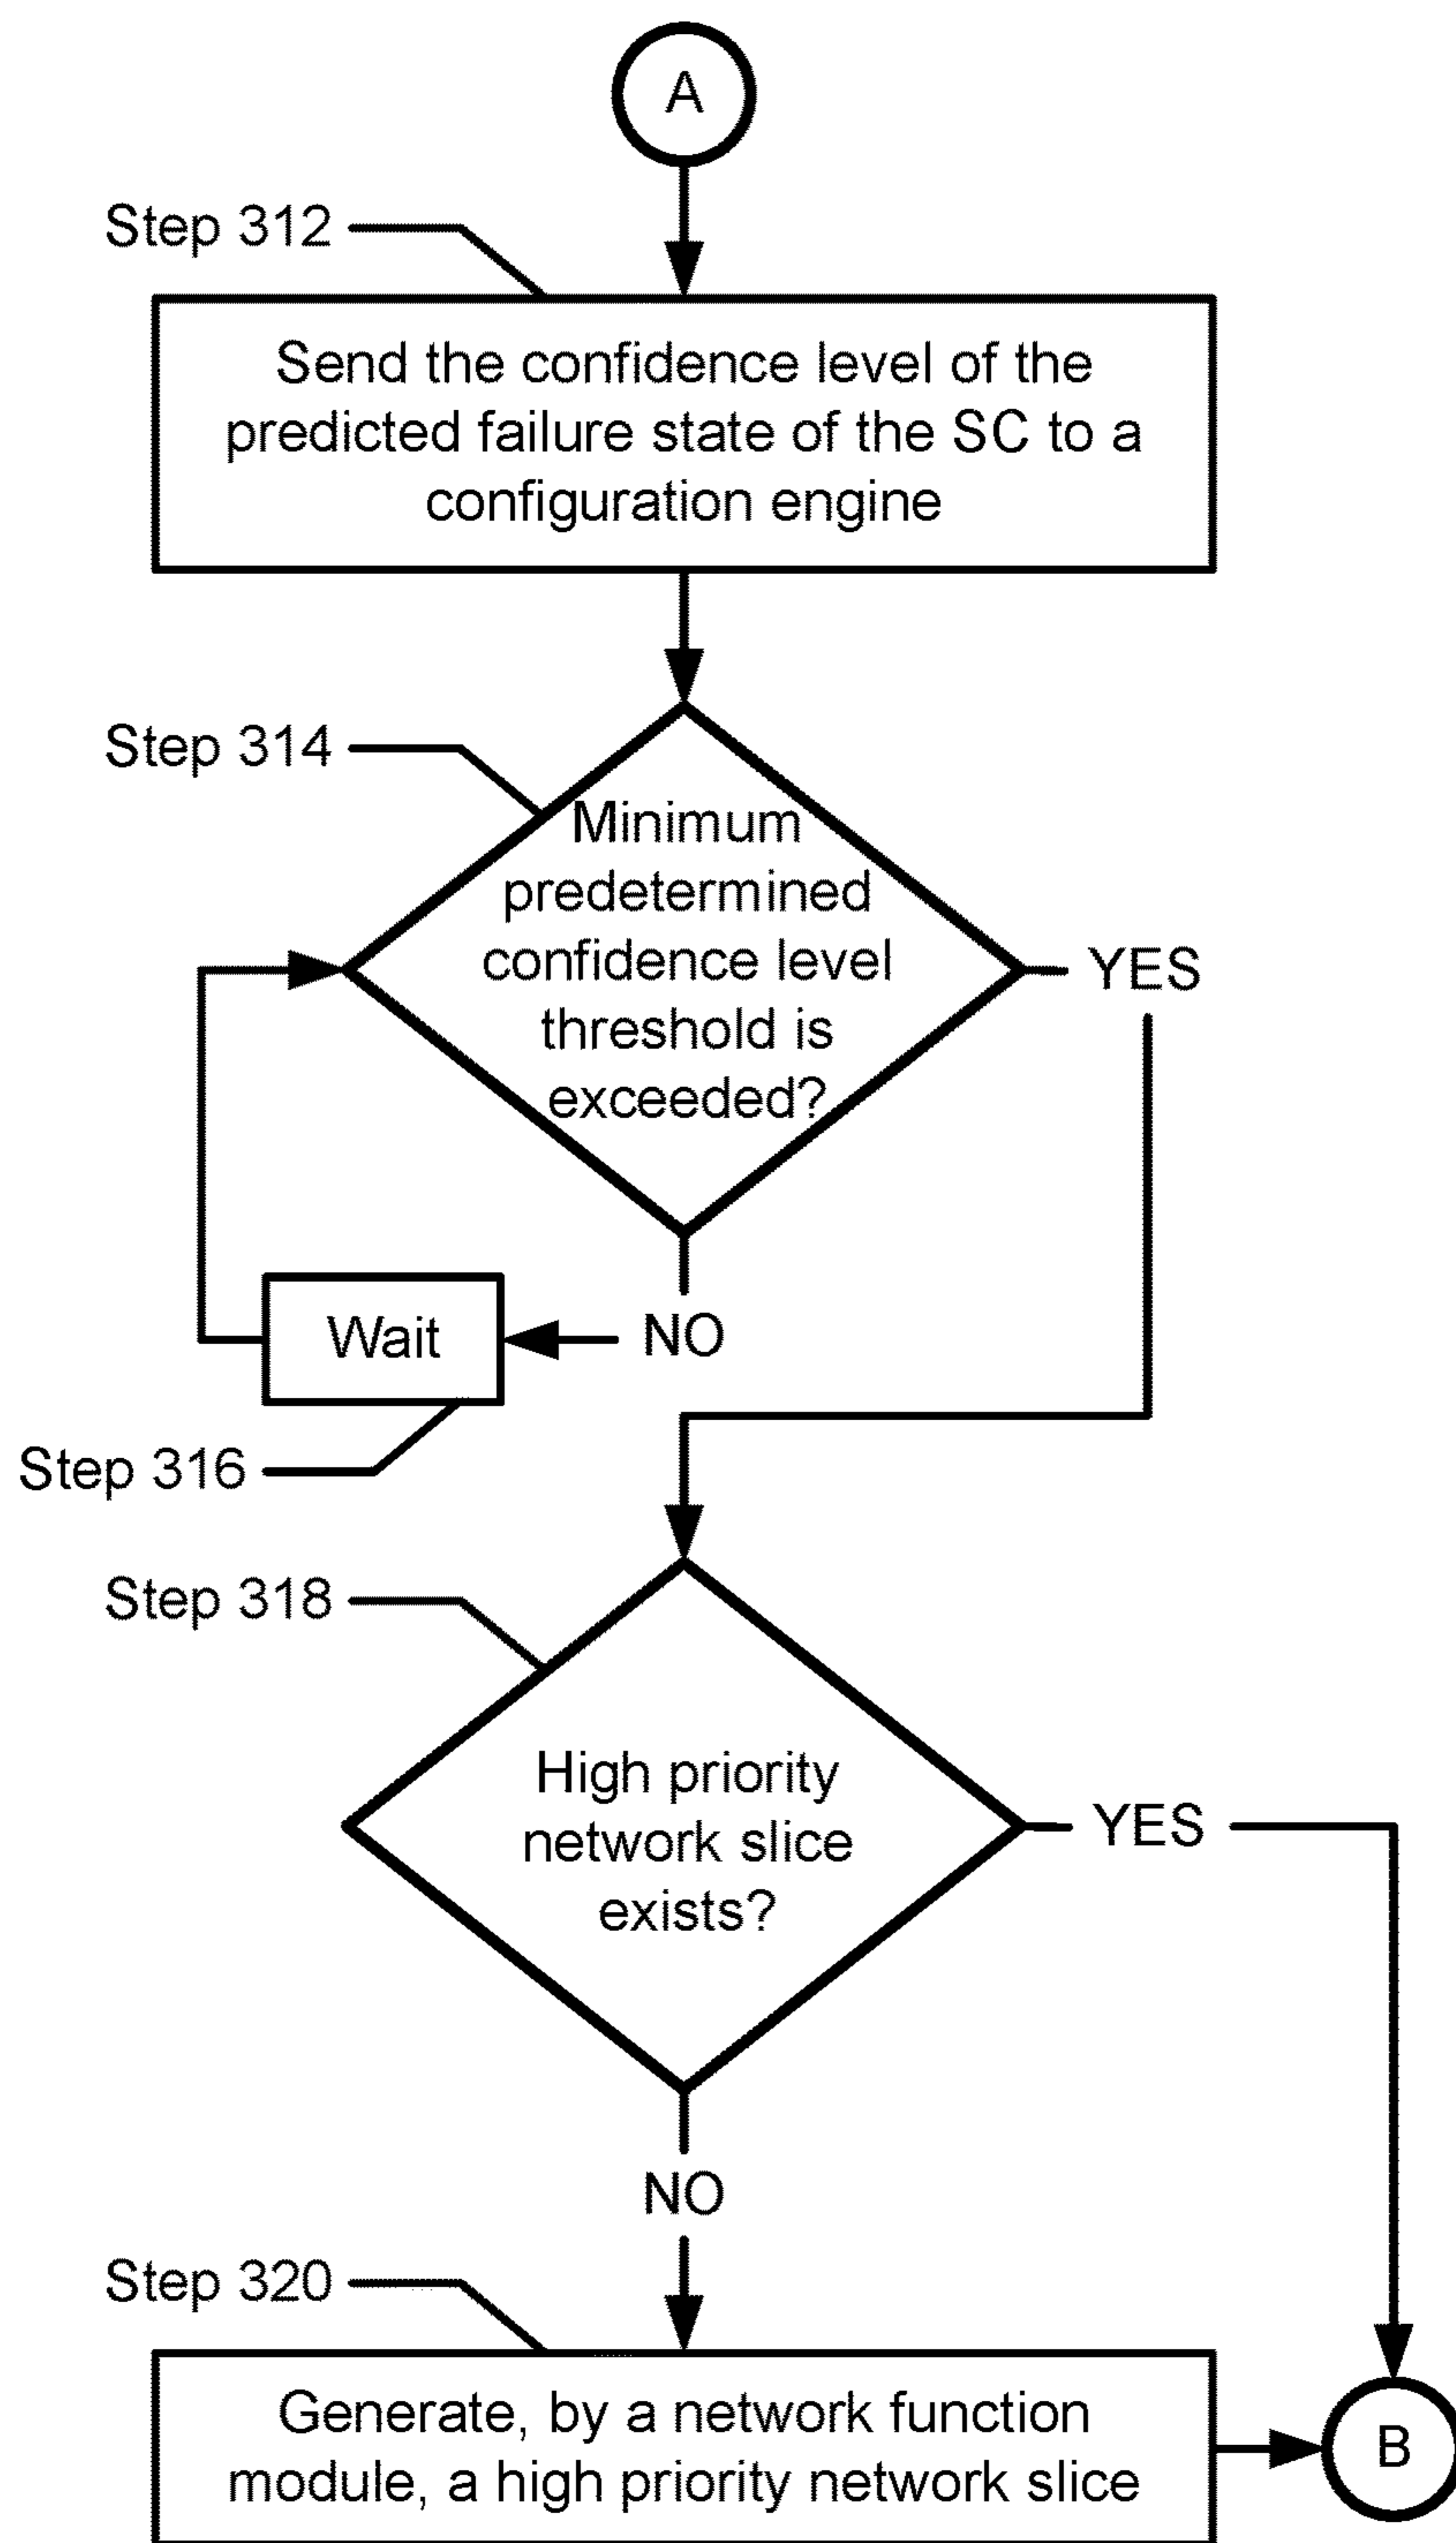 A
Step 312
Send the confidence level of the
predicted failure state of the SC to a
configuration engine
Step 314
Minimum
predetermined
confidence level
threshold is
exceeded?
YES
Wait
NO
Step 316
Step 318
High priority
network slice
exists?
YES
NO
Step 320
Generate, by a network function
module, a high priority network slice
B